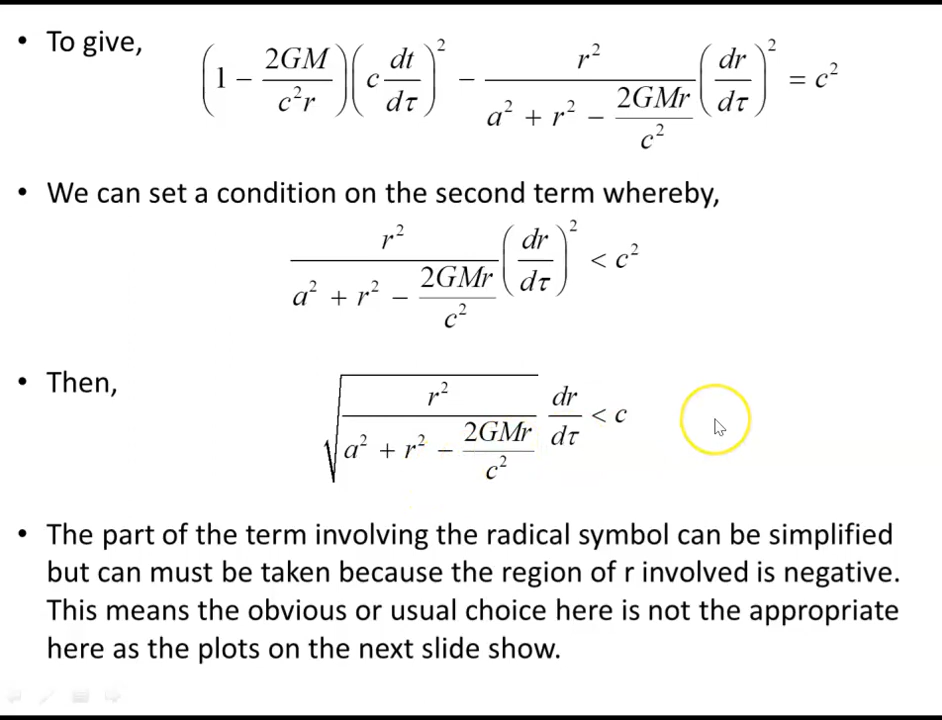 • To give, (1 − 2GM/c²r)(c dt/dτ)² − r²/(a² + r² − 2GMr/c²) (dr/dτ)² = c²
• We can set a condition on the second term whereby,
r²/(a² + r² − 2GMr/c²) (dr/dτ)² < c²
• Then, √(r²/(a² + r² − 2GMr/c²)) dr/dτ < c
• The part of the term involving the radical symbol can be simplified
but can must be taken because the region of r involved is negative.
This means the obvious or usual choice here is not the appropriate
here as the plots on the next slide show.